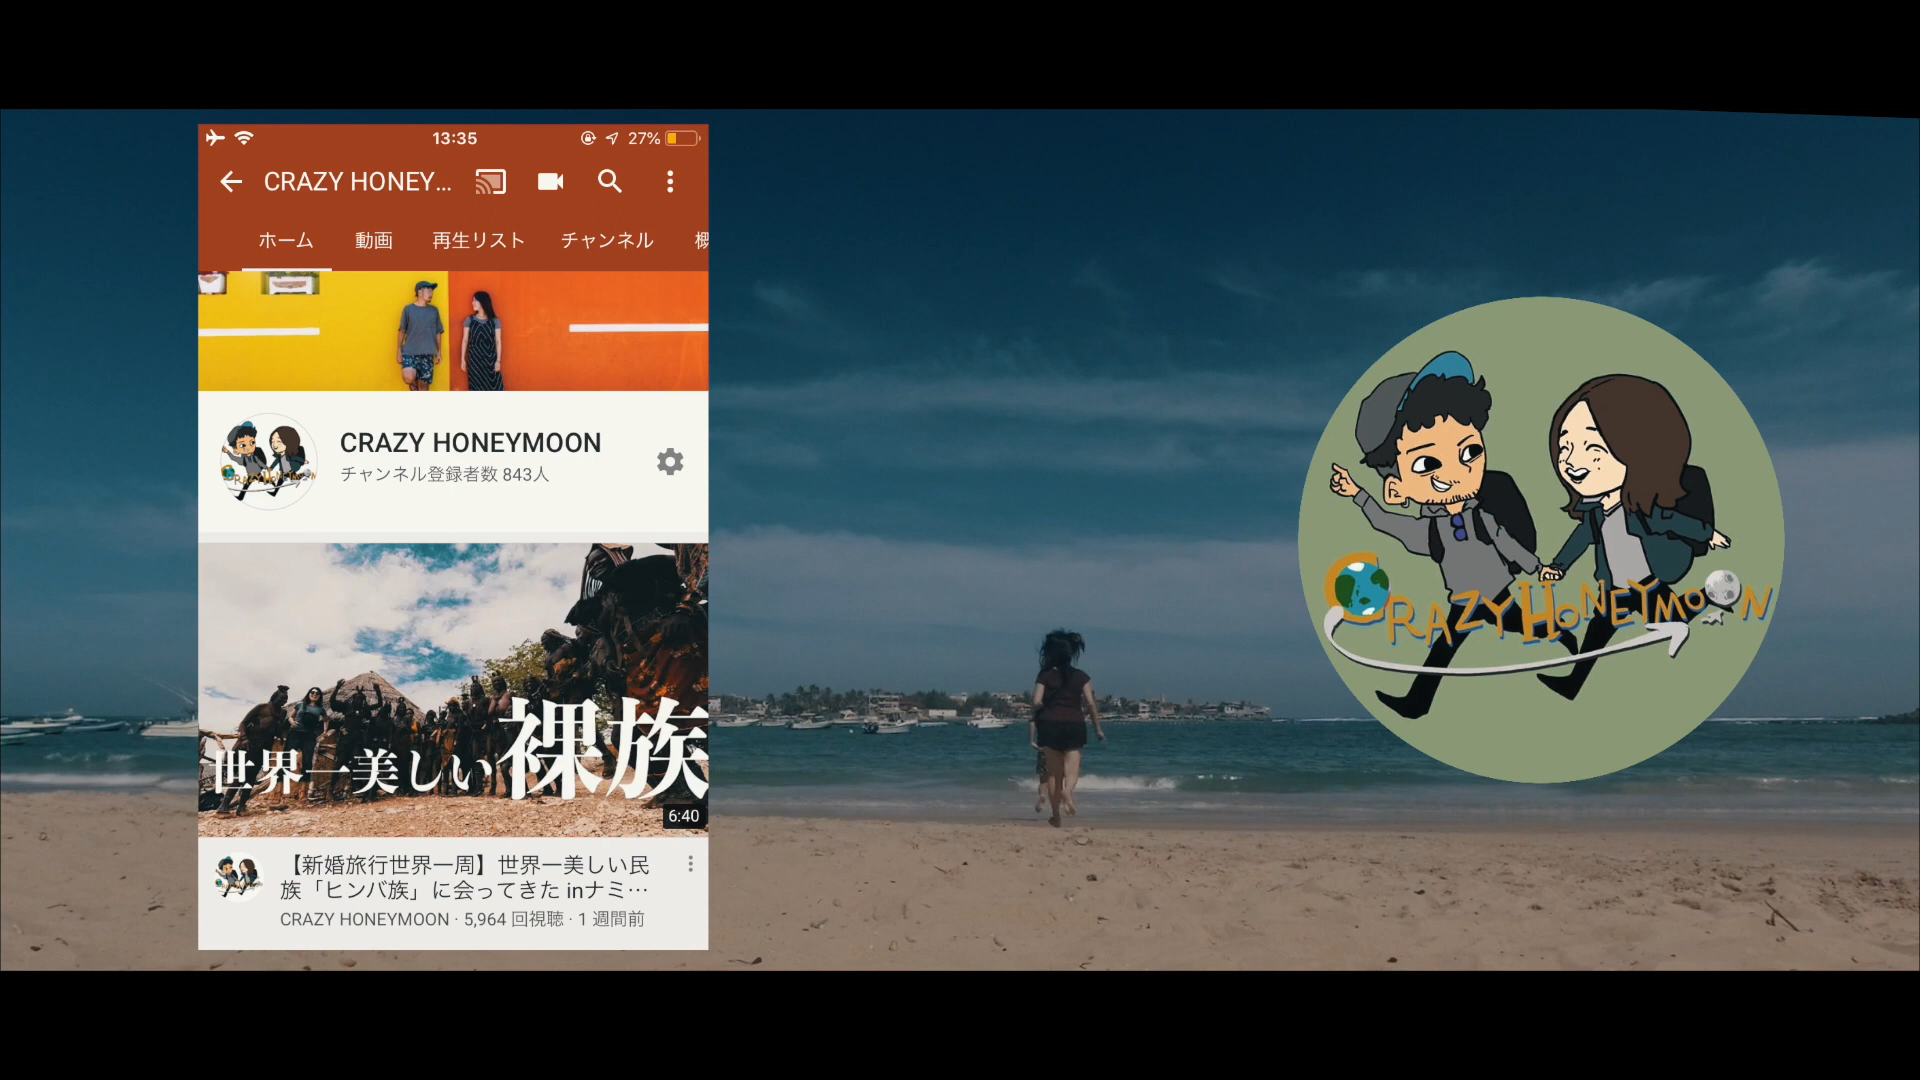 13:35
27%
CRAZY HONEY...
ホーム 動画 再生リスト チャンネル 概
CRAZY HONEYMOON
チャンネル登録者数 843人
世界一美しい裸族
6:40
【新婚旅行世界一周】世界一美しい民
族「ヒンバ族」に会ってきた inナミ…
CRAZY HONEYMOON · 5,964 回視聴 · 1 週間前
CRAZY HONEYMOON